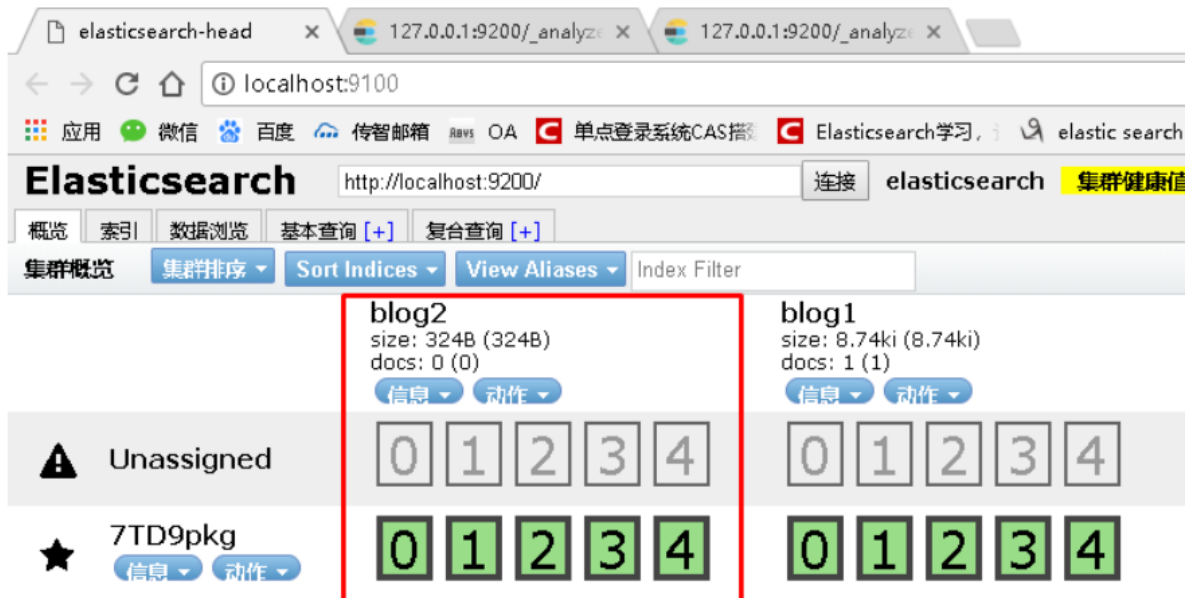 elasticsearch-head × 127.0.0.1:9200/_analyze × 127.0.0.1:9200/_analyze ×
localhost:9100
应用 微信 百度 传智邮箱 OA 单点登录系统CAS搭建 Elasticsearch学习， elastic search
Elasticsearch http://localhost:9200/ 连接 elasticsearch 集群健康值
概览 索引 数据浏览 基本查询 [+] 复合查询 [+]
集群概览 集群排序 Sort Indices View Aliases Index Filter
blog2 blog1
size: 324B (324B) size: 8.74ki (8.74ki)
docs: 0 (0) docs: 1 (1)
信息 动作 信息 动作
Unassigned 0 1 2 3 4 0 1 2 3 4
7TD9pkg 0 1 2 3 4 0 1 2 3 4
信息 动作